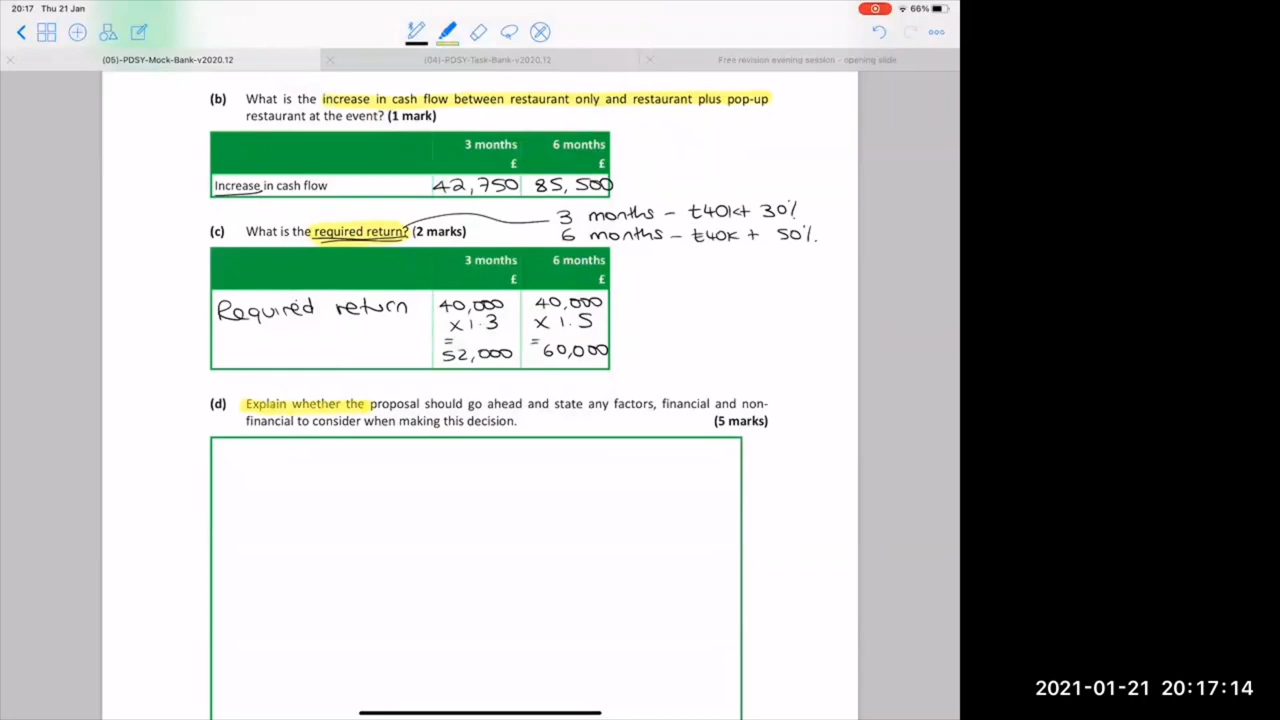 20:17 Thu 21 Jan
66%
(05)-PDSY-Mock-Bank-v2020.12
(04)-PDSY-Task-Bank-v2020.12
Free revision evening session - opening slide
(b) What is the increase in cash flow between restaurant only and restaurant plus pop-up
restaurant at the event? (1 mark)
3 months 6 months
£ £
Increase in cash flow 42,750 85,500
3 months - £40k+ 30%
(c) What is the required return? (2 marks)
6 months - £40k + 50%.
3 months 6 months
£ £
Required return 40,000 40,000
x 1.3 x 1.5
= =
52,000 60,000
(d) Explain whether the proposal should go ahead and state any factors, financial and non-
financial to consider when making this decision. (5 marks)
2021-01-21 20:17:14